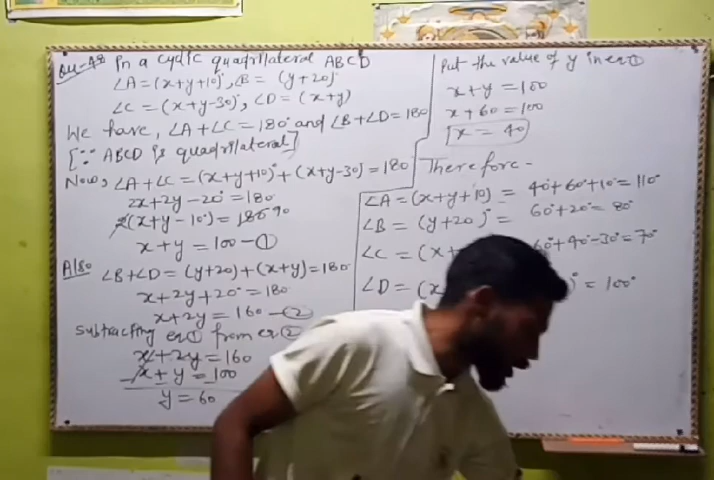 Qu-48 In a cyclic quadrilateral ABCD
∠A=(x+y+10)°, ∠B= (y+20)°
∠C = (x+y-30)°, ∠D= (x+y)
We have, ∠A+∠C=180° and ∠B+∠D=180
[∵ ABCD is quadrilateral]
Now, ∠A+∠C = (x+y+10)°+(x+y-30)=180°
2x+2y-20°=180
2(x+y-10°)=180° 90
x+y = 100 -①
Also ∠B+∠D = (y+20)+(x+y)=180
x+2y+20°=180
x+2y = 160 -②
Subtracting eq① from eq②
x+2y=160
-x+y=100
y = 60
Put the value of y in eq①
x+y = 100
x+60=100
x = 40
Therefore-
∠A=(x+y+10) = 40°+60°+10°=110°
∠B = (y+20)° = 60°+20°= 80°
∠C = (x+ 60°+40°-30°=70°
∠D= (x ° = 100°